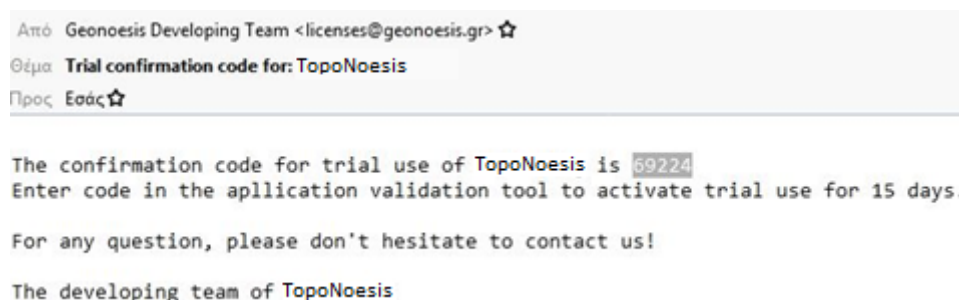 Από Geonoesis Developing Team <licenses@geonoesis.gr>
Θέμα Trial confirmation code for: TopoNoesis
Προς Εσάς
The confirmation code for trial use of TopoNoesis is 69224
Enter code in the apllication validation tool to activate trial use for 15 days.
For any question, please don't hesitate to contact us!
The developing team of TopoNoesis